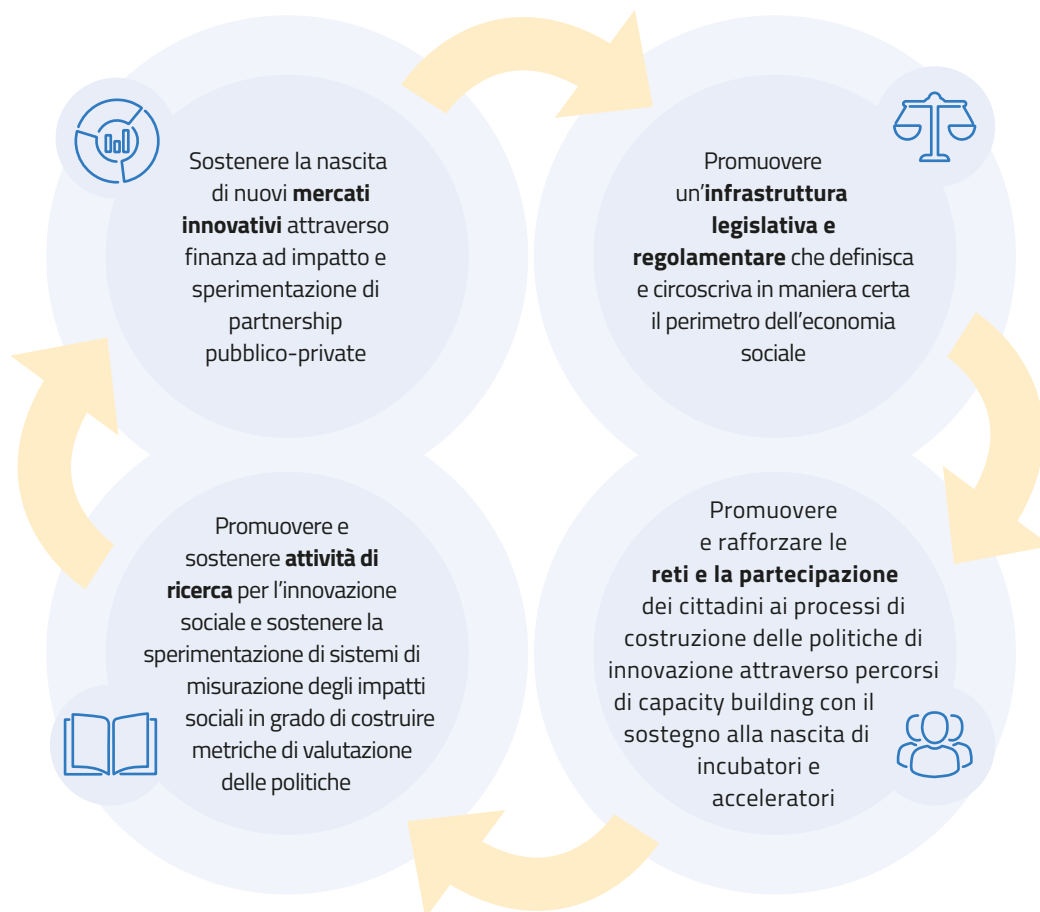 Sostenere la nascita
di nuovi mercati
innovativi attraverso
finanza ad impatto e
sperimentazione di
partnership
pubblico-private
Promuovere
un’infrastruttura
legislativa e
regolamentare che definisca
e circoscriva in maniera certa
il perimetro dell’economia
sociale
Promuovere
e rafforzare le
reti e la partecipazione
dei cittadini ai processi di
costruzione delle politiche di
innovazione attraverso percorsi
di capacity building con il
sostegno alla nascita di
incubatori e
acceleratori
Promuovere e
sostenere attività di
ricerca per l’innovazione
sociale e sostenere la
sperimentazione di sistemi di
misurazione degli impatti
sociali in grado di costruire
metriche di valutazione
delle politiche